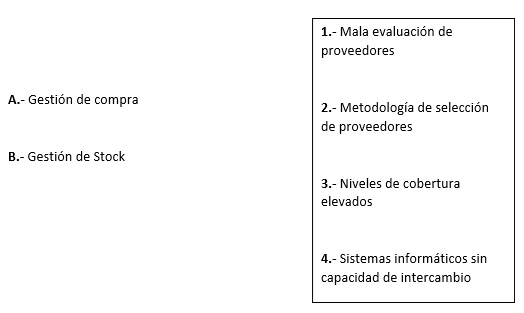 A.- Gestión de compra
B.- Gestión de Stock
1.- Mala evaluación de
proveedores
2.- Metodología de selección
de proveedores
3.- Niveles de cobertura
elevados
4.- Sistemas informáticos sin
capacidad de intercambio